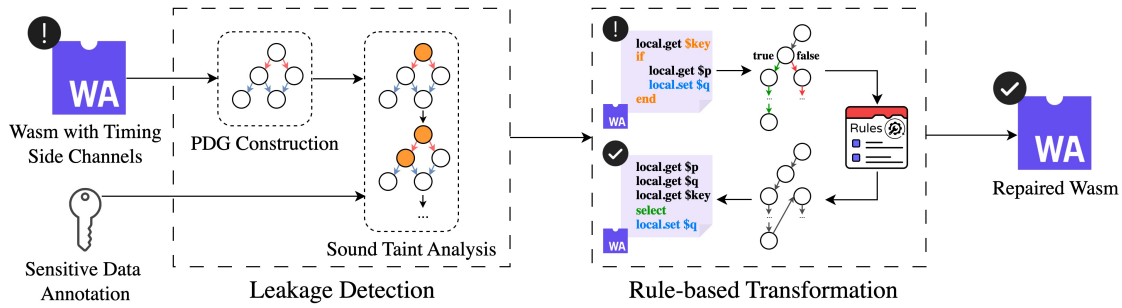 WA
Wasm with Timing
Side Channels
Sensitive Data
Annotation
PDG Construction
...
Sound Taint Analysis
Leakage Detection
!
local.get $key
if
local.get $p
local.set $q
end
WA
true
false
...
...
Rules
local.get $p
local.get $q
local.get $key
select
local.set $q
WA
...
...
Rule-based Transformation
WA
Repaired Wasm
!